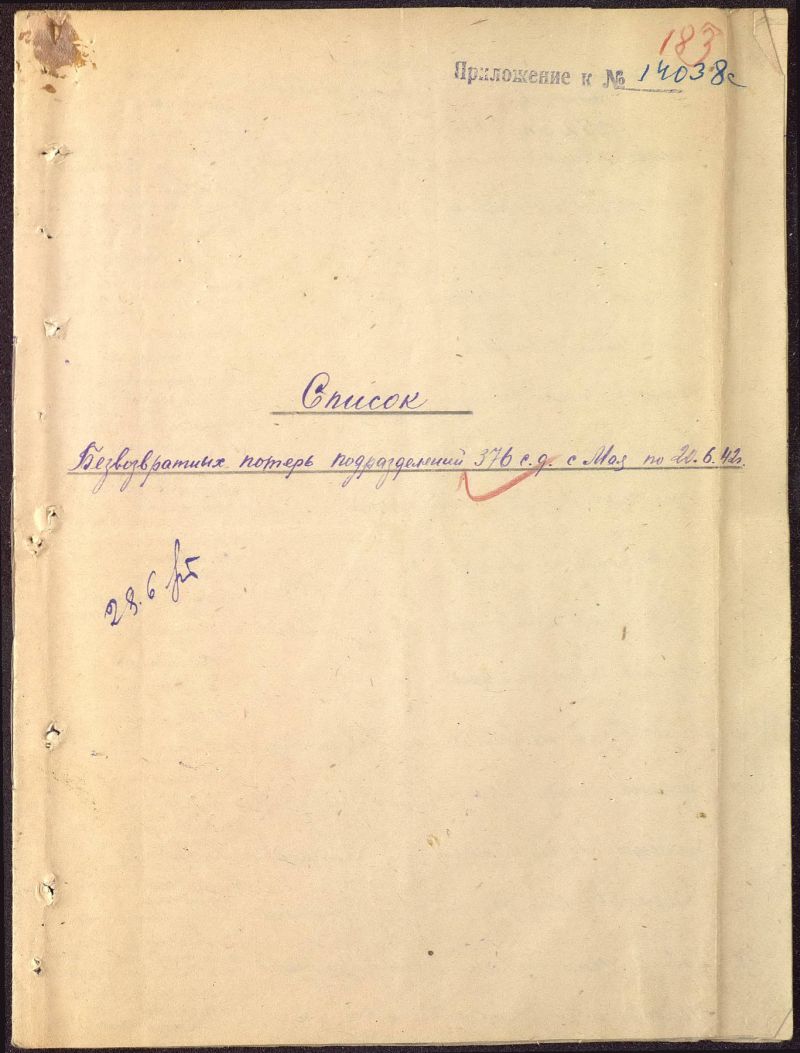 183
Приложение к № 14038с
Список
Безвозвратных потерь подразделений 376 с.д. с Мая по 20.6.42г.
28.6